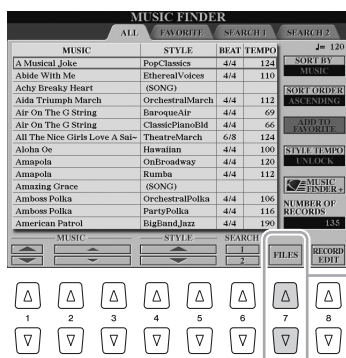 MUSIC FINDER
ALL FAVORITE SEARCH 1 SEARCH 2
MUSIC STYLE BEAT TEMPO
♩= 120
A Musical Joke PopClassics 4/4 124
Abide With Me EtherealVoices 4/4 110
Achy Breaky Heart (SONG)
Aida Triumph March OrchestralMarch 4/4 112
Air On The G String BaroqueAir 4/4 69
Air On The G String ClassicPianoBld 4/4 66
All The Nice Girls Love A Sai~ TheatreMarch 6/8 124
Aloha Oe Hawaiian 4/4 100
Amapola OnBroadway 4/4 120
Amapola Rumba 4/4 112
Amazing Grace (SONG)
Amboss Polka OrchestralPolka 4/4 106
Amboss Polka PartyPolka 4/4 116
American Patrol BigBandJazz 4/4 190
SORT BY
MUSIC
SORT ORDER
ASCENDING
ADD TO
FAVORITE
STYLE TEMPO
UNLOCK
MUSIC
FINDER+
NUMBER OF
RECORDS
135
MUSIC STYLE SEARCH
1
2
FILES
RECORD
EDIT
1 2 3 4 5 6 7 8